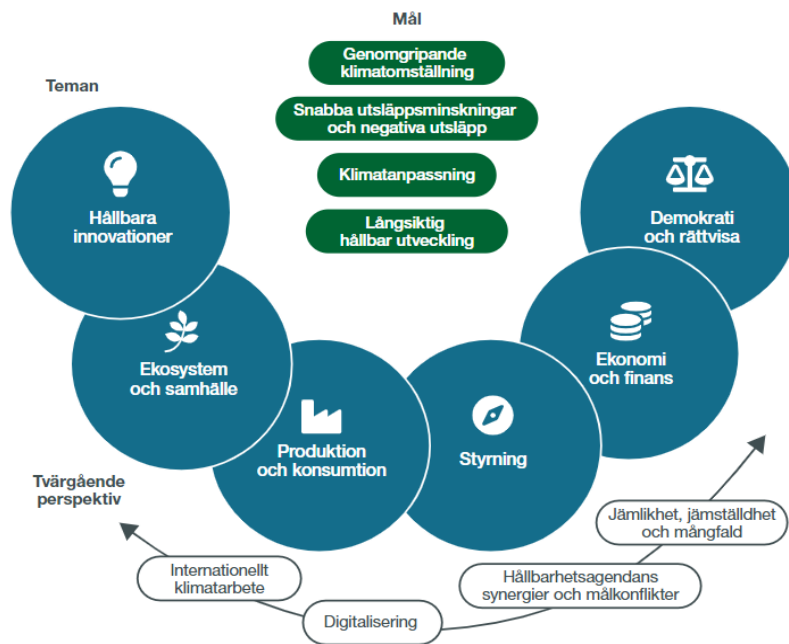 Mål
Genomgripande
klimatomställning
Snabba utsläppsminskningar
och negativa utsläpp
Klimatanpassning
Långsiktig
hållbar utveckling
Teman
Hållbara
innovationer
Ekosystem
och samhälle
Produktion
och konsumtion
Styrning
Ekonomi
och finans
Demokrati
och rättvisa
Tvärgående
perspektiv
Internationellt
klimatarbete
Digitalisering
Hållbarhetsagendans
synergier och målkonflikter
Jämlikhet, jämställdhet
och mångfald